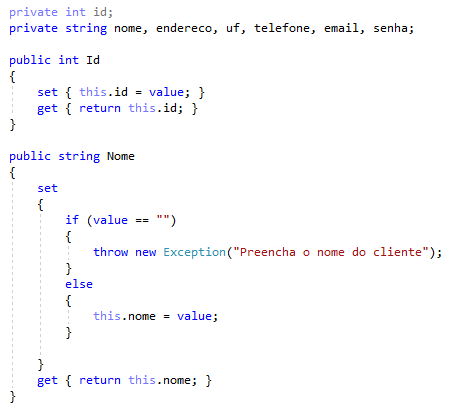 private int id;
private string nome, endereco, uf, telefone, email, senha;
public int Id
{
set { this.id = value; }
get { return this.id; }
}
public string Nome
{
set
{
if (value == "")
{
throw new Exception("Preencha o nome do cliente");
}
else
{
this.nome = value;
}
}
get { return this.nome; }
}